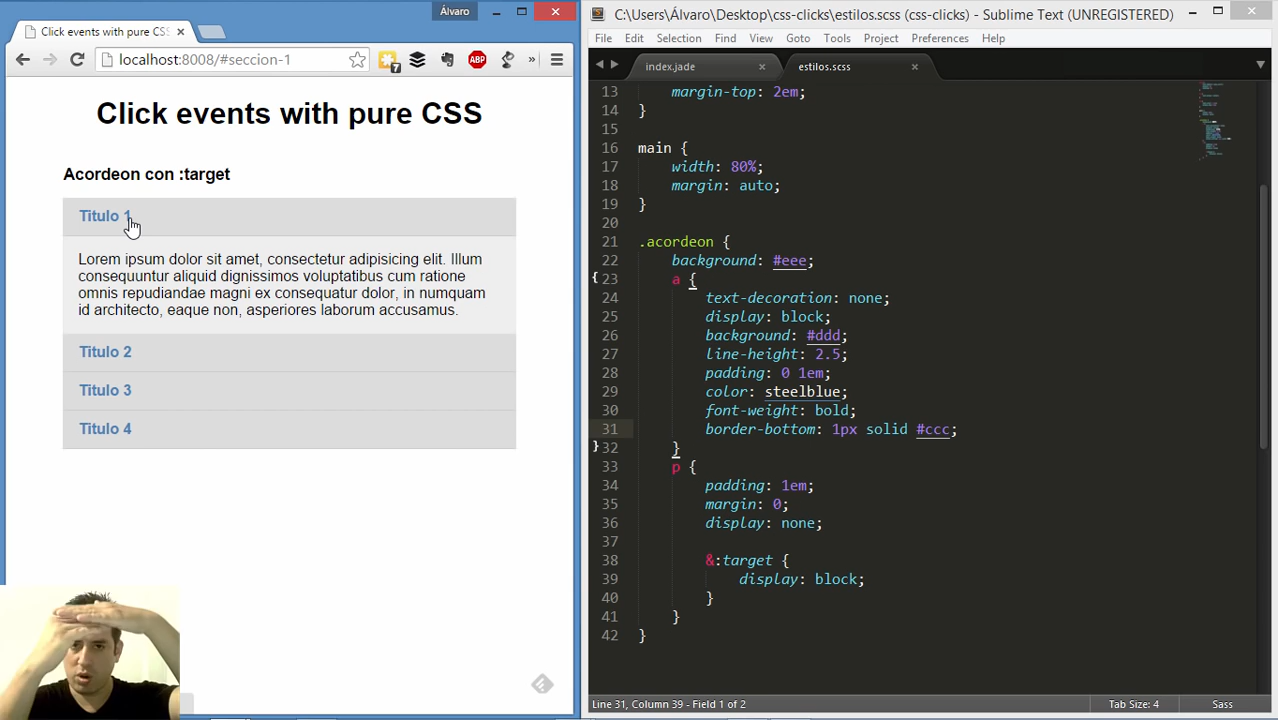 Álvaro
Click events with pure CSS
localhost:8008/#seccion-1
7
ABP
»
Click events with pure CSS
Acordeon con :target
Titulo 1
Lorem ipsum dolor sit amet, consectetur adipisicing elit. Illum
consequuntur aliquid dignissimos voluptatibus cum ratione
omnis repudiandae magni ex consequatur dolor, in numquam
id architecto, eaque non, asperiores laborum accusamus.
Titulo 2
Titulo 3
Titulo 4
C:\Users\Álvaro\Desktop\css-clicks\estilos.scss (css-clicks) - Sublime Text (UNREGISTERED)
File Edit Selection Find View Goto Tools Project Preferences Help
index.jade estilos.scss
13 margin-top: 2em;
14 }
15
16 main {
17 width: 80%;
18 margin: auto;
19 }
20
21 .acordeon {
22 background: #eee;
23 a {
24 text-decoration: none;
25 display: block;
26 background: #ddd;
27 line-height: 2.5;
28 padding: 0 1em;
29 color: steelblue;
30 font-weight: bold;
31 border-bottom: 1px solid #ccc;
32 }
33 p {
34 padding: 1em;
35 margin: 0;
36 display: none;
37
38 &:target {
39 display: block;
40 }
41 }
42 }
Line 31, Column 39 - Field 1 of 2 Tab Size: 4 Sass